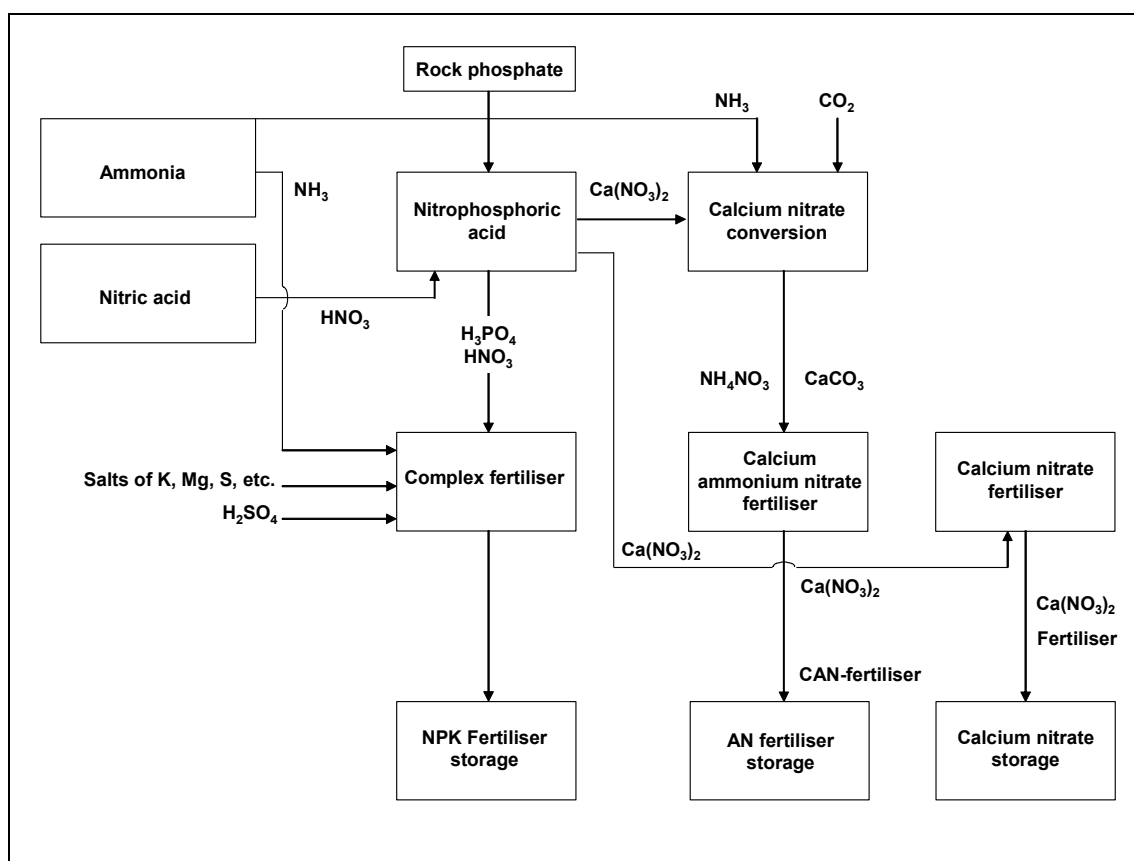 Rock phosphate
NH₃
CO₂
Ammonia
NH₃
Nitrophosphoric
acid
Ca(NO₃)₂
Calcium nitrate
conversion
Nitric acid
HNO₃
H₃PO₄
HNO₃
NH₄NO₃
CaCO₃
Salts of K, Mg, S, etc.
H₂SO₄
Complex fertiliser
Calcium
ammonium nitrate
fertiliser
Calcium nitrate
fertiliser
Ca(NO₃)₂
Ca(NO₃)₂
Ca(NO₃)₂
Fertiliser
CAN-fertiliser
NPK Fertiliser
storage
AN fertiliser
storage
Calcium nitrate
storage